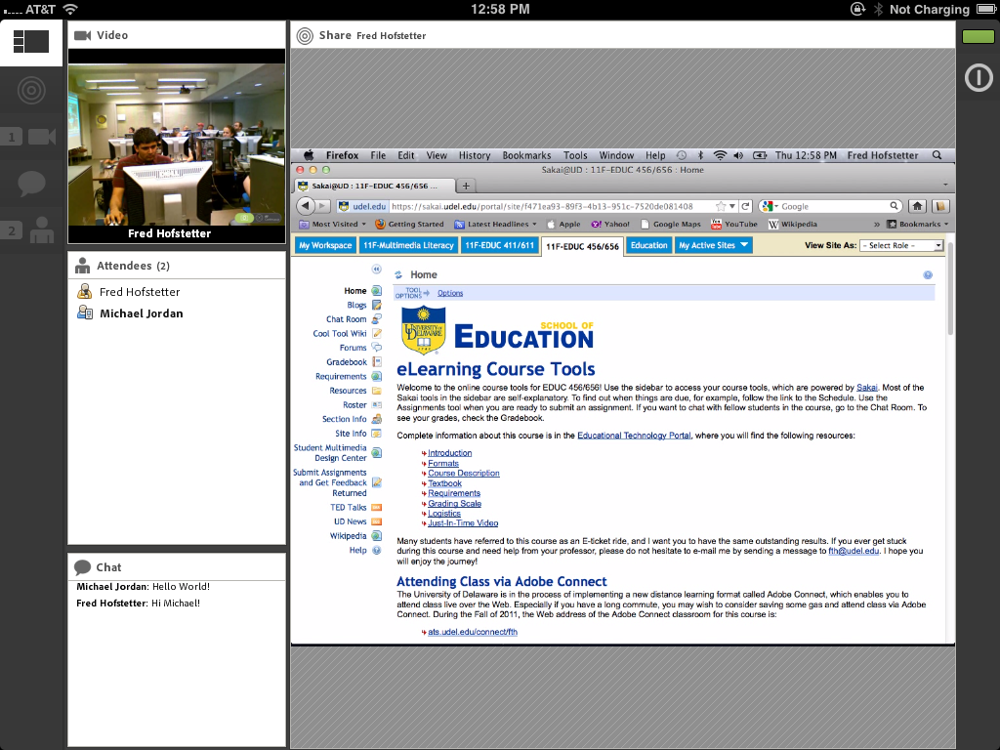 AT&T 12:58 PM Not Charging
Video
Fred Hofstetter
1
2
Attendees (2)
Fred Hofstetter
Michael Jordan
Chat
Michael Jordan: Hello World!
Fred Hofstetter: Hi Michael!
Share Fred Hofstetter
Firefox File Edit View History Bookmarks Tools Window Help Thu 12:58 PM Fred Hofstetter
Sakai@UD : 11F-EDUC 456/656 : Home
Sakai@UD : 11F-EDUC 456/656 ... +
udel.edu https://sakai.udel.edu/portal/site/f471ea93-89f3-4b13-951c-7520de081408 Google
Most Visited Getting Started Latest Headlines Apple Yahoo! Google Maps YouTube Wikipedia » Bookmarks
My Workspace 11F-Multimedia Literacy 11F-EDUC 411/611 11F-EDUC 456/656 Education My Active Sites View Site As: - Select Role -
Home
Blogs
Chat Room
Cool Tool Wiki
Forums
Gradebook
Requirements
Resources
Roster
Section Info
Site Info
Student Multimedia
Design Center
Submit Assignments
and Get Feedback
Returned
TED Talks
UD News
Wikipedia
Help
Home
TOOL
OPTIONS Options
SCHOOL OF
EDUCATION
eLearning Course Tools
Welcome to the online course tools for EDUC 456/656! Use the sidebar to access your course tools, which are powered by Sakai. Most of the
Sakai tools in the sidebar are self-explanatory. To find out when things are due, for example, follow the link to the Schedule. Use the
Assignments tool when you are ready to submit an assignment. If you want to chat with fellow students in the course, go to the Chat Room. To
see your grades, check the Gradebook.
Complete information about this course is in the Educational Technology Portal, where you will find the following resources:
Introduction
Formats
Course Description
Textbook
Requirements
Grading Scale
Logistics
Just-In-Time Video
Many students have referred to this course as an E-ticket ride, and I want you to have the same outstanding results. If you ever get stuck
during this course and need help from your professor, please do not hesitate to e-mail me by sending a message to fth@udel.edu. I hope you
will enjoy the journey!
Attending Class via Adobe Connect
The University of Delaware is in the process of implementing a new distance learning format called Adobe Connect, which enables you to
attend class live over the Web. Especially if you have a long commute, you may wish to consider saving some gas and attend class via Adobe
Connect. During the Fall of 2011, the Web address of the Adobe Connect classroom for this course is:
ats.udel.edu/connect/fth